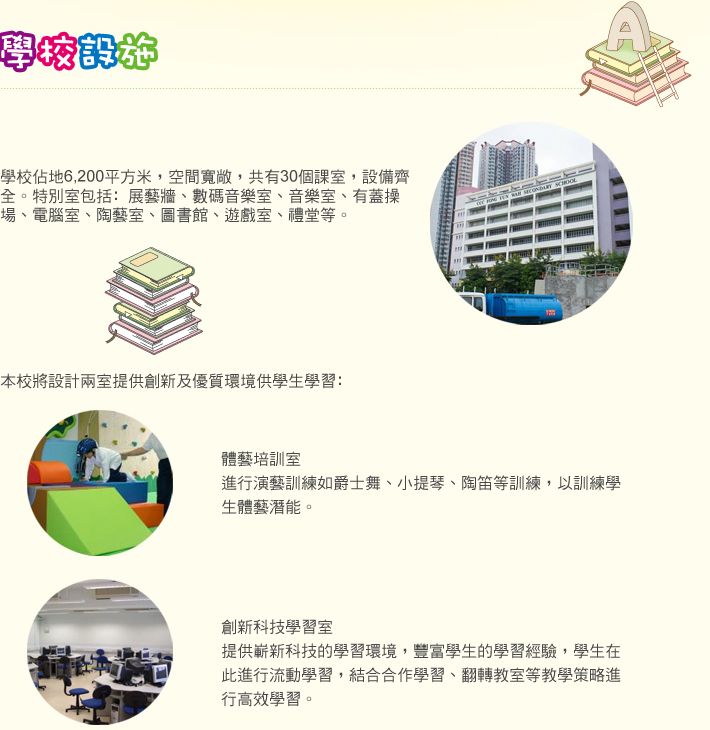 學校設施
學校佔地6,200平方米，空間寬敞，共有30個課室，設備齊
全。特別室包括：展藝牆、數碼音樂室、音樂室、有蓋操
場、電腦室、陶藝室、圖書館、遊戲室、禮堂等。
CCC FONG YUN WAH SECONDARY SCHOOL
本校將設計兩室提供創新及優質環境供學生學習：
體藝培訓室
進行演藝訓練如爵士舞、小提琴、陶笛等訓練，以訓練學
生體藝潛能。
創新科技學習室
提供嶄新科技的學習環境，豐富學生的學習經驗，學生在
此進行流動學習，結合合作學習、翻轉教室等教學策略進
行高效學習。